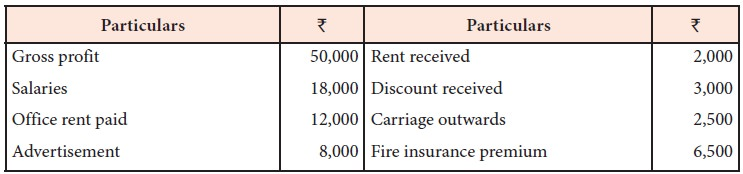 Particulars ₹ Particulars ₹
Gross profit 50,000 Rent received 2,000
Salaries 18,000 Discount received 3,000
Office rent paid 12,000 Carriage outwards 2,500
Advertisement 8,000 Fire insurance premium 6,500